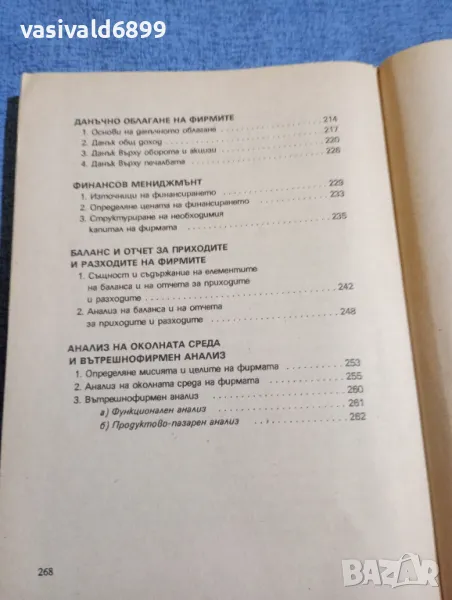 vasivald6899
ДАНЪЧНО ОБЛАГАНЕ НА ФИРМИТЕ
1. Основи на данъчното облагане 214
2. Данък общ доход 217
3. Данък върху оборота и акцизи 220
4. Данък върху печалбата 226
ФИНАНСОВ МЕНИДЖМЪНТ
1. Източници на финансирането 229
2. Определяне цената на финансирането 233
3. Структуриране на необходимия
капитал на фирмата 235
БАЛАНС И ОТЧЕТ ЗА ПРИХОДИТЕ
И РАЗХОДИТЕ НА ФИРМИТЕ
1. Същност и съдържание на елементите
на баланса и на отчета за приходите
и разходите 242
2. Анализ на баланса и на отчета
за приходите и разходите 248
АНАЛИЗ НА ОКОЛНАТА СРЕДА
И ВЪТРЕШНОФИРМЕН АНАЛИЗ
1. Определяне мисията и целите на фирмата 253
2. Анализ на околната среда на фирмата 255
3. Вътрешнофирмен анализ 260
а) Функционален анализ 261
б) Продуктово-пазарен анализ 262
268
BAZAR